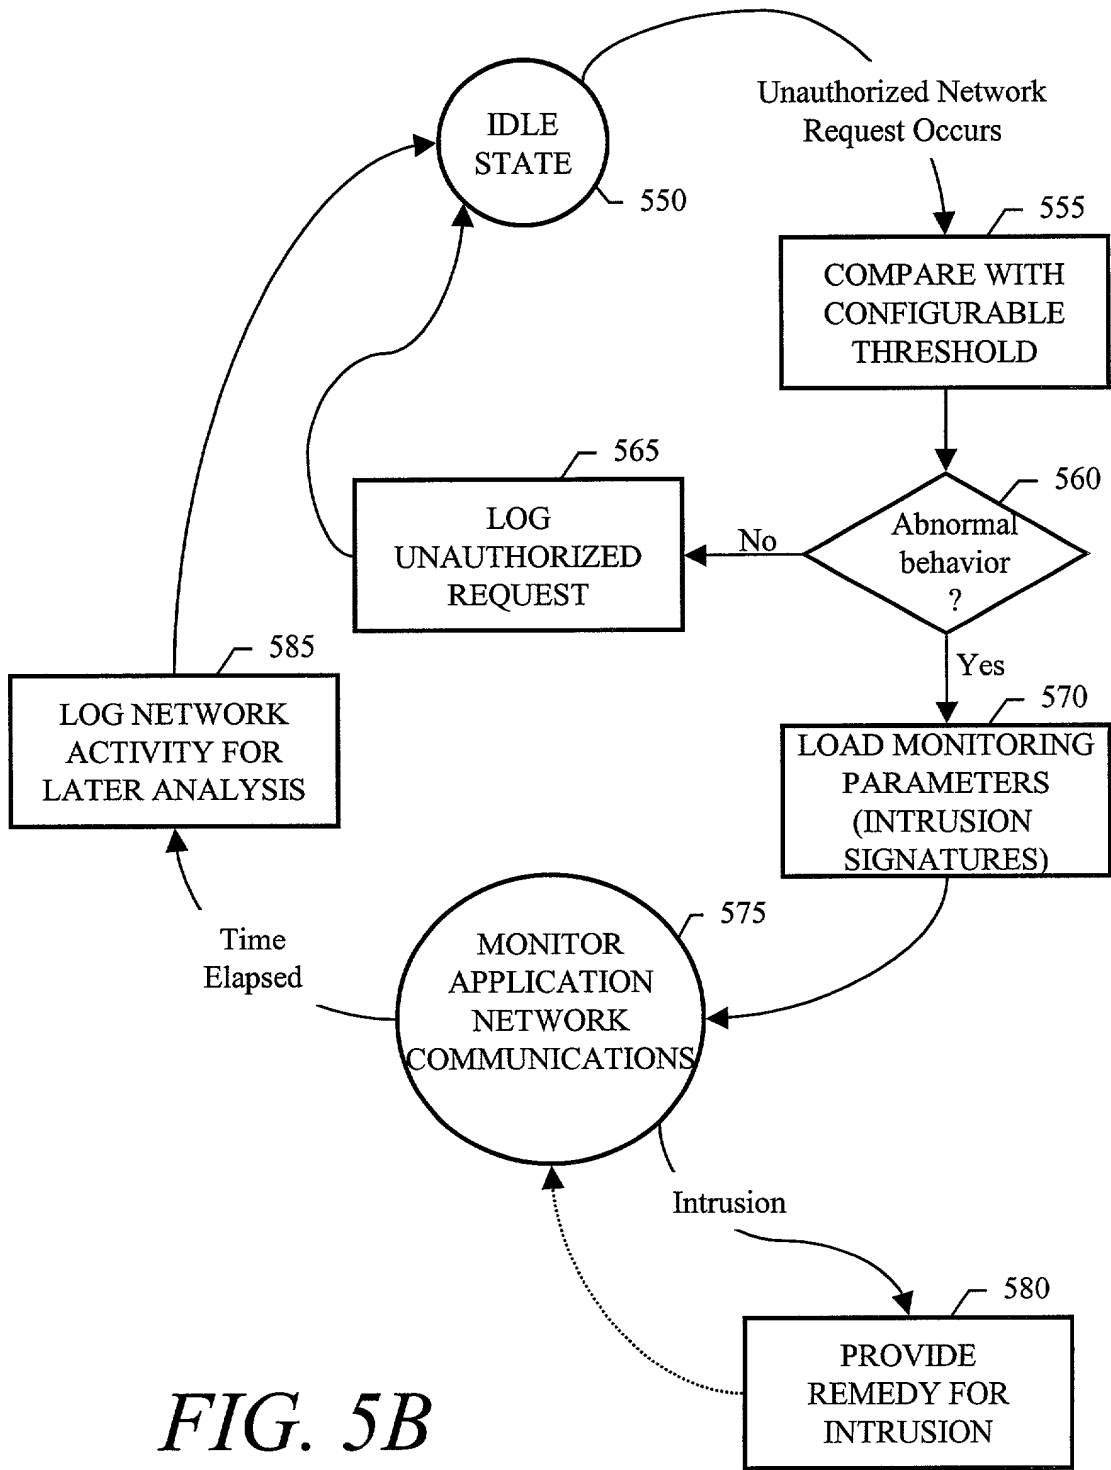 IDLE
STATE
550
Unauthorized Network
Request Occurs
555
COMPARE WITH
CONFIGURABLE
THRESHOLD
560
Abnormal
behavior
?
No
565
LOG
UNAUTHORIZED
REQUEST
Yes
570
LOAD MONITORING
PARAMETERS
(INTRUSION
SIGNATURES)
585
LOG NETWORK
ACTIVITY FOR
LATER ANALYSIS
Time
Elapsed
575
MONITOR
APPLICATION
NETWORK
COMMUNICATIONS
Intrusion
580
PROVIDE
REMEDY FOR
INTRUSION
FIG. 5B